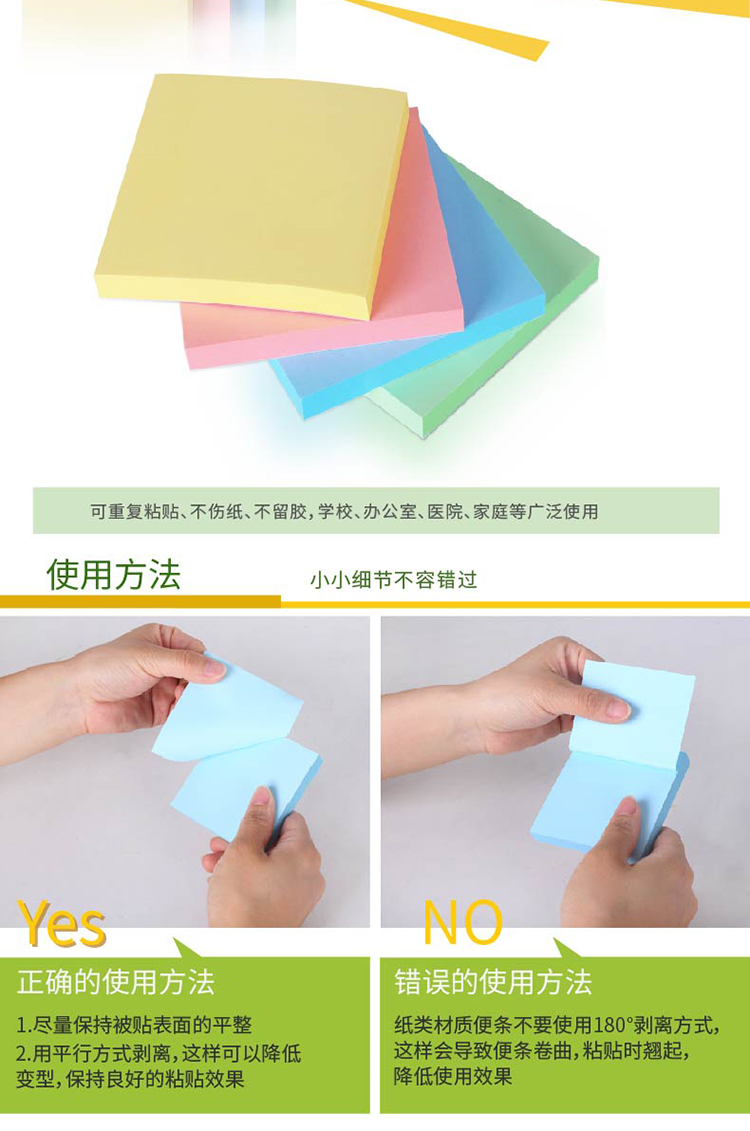 可重复粘贴、不伤纸、不留胶,学校、办公室、医院、家庭等广泛使用
使用方法
小小细节不容错过
Yes
正确的使用方法
1.尽量保持被贴表面的平整
2.用平行方式剥离,这样可以降低
变型,保持良好的粘贴效果
NO
错误的使用方法
纸类材质便条不要使用180°剥离方式,
这样会导致便条卷曲,粘贴时翘起,
降低使用效果